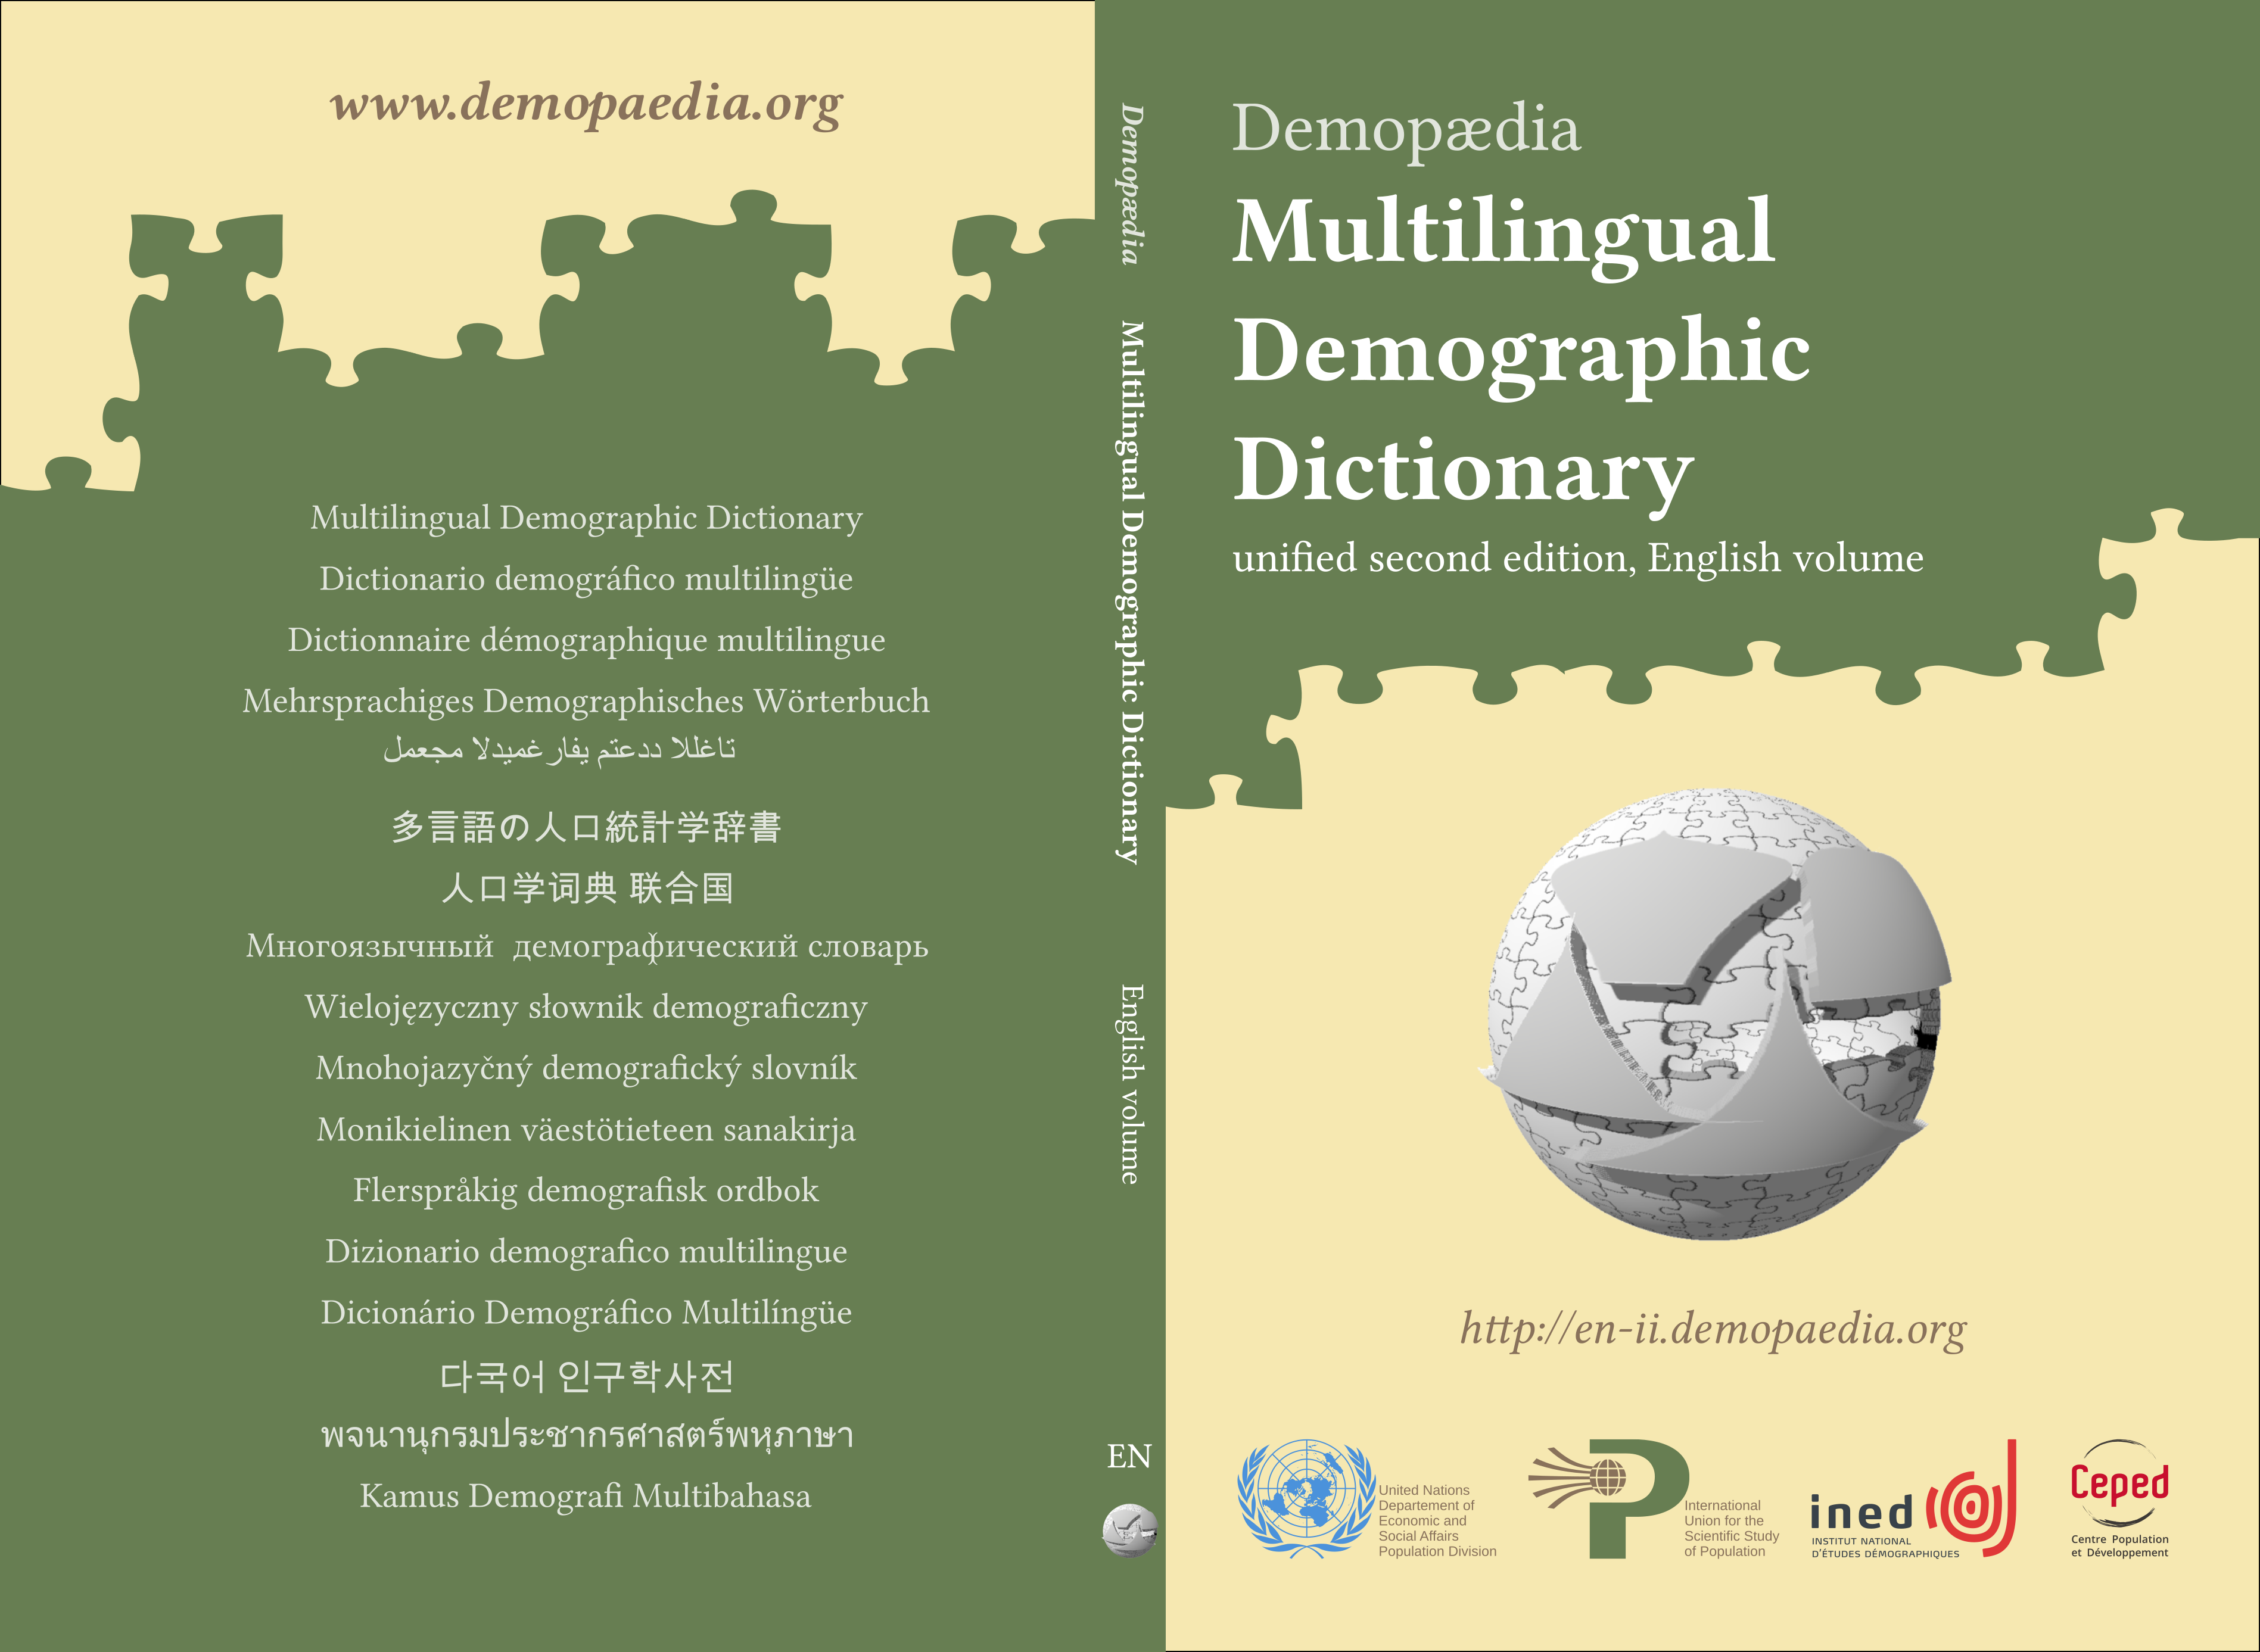 www.demopaedia.org
Multilingual Demographic Dictionary
Dictionario demográfico multilingüe
Dictionnaire démographique multilingue
Mehrsprachiges Demographisches Wörterbuch
تاغللا ددعتم يفارغميدلا مجعمل
多言語の人口統計学辞書
人口学词典 联合国
Многоязычный демографический словарь
Wielojęzyczny słownik demograficzny
Mnohojazyčný demografický slovník
Monikielinen väestötieteen sanakirja
Flerspråkig demografisk ordbok
Dizionario demografico multilingue
Dicionário Demográfico Multilíngüe
다국어 인구학사전
พจนานุกรมประชากรศาสตร์พหุภาษา
Kamus Demografi Multibahasa
Demopædia Multilingual Demographic Dictionary English volume
EN
Demopædia
Multilingual
Demographic
Dictionary
unified second edition, English volume
http://en-ii.demopaedia.org
United Nations
Departement of
Economic and
Social Affairs
Population Division
P
International
Union for the
Scientific Study
of Population
ined
INSTITUT NATIONAL
D'ÉTUDES DÉMOGRAPHIQUES
Ceped
Centre Population
et Développement